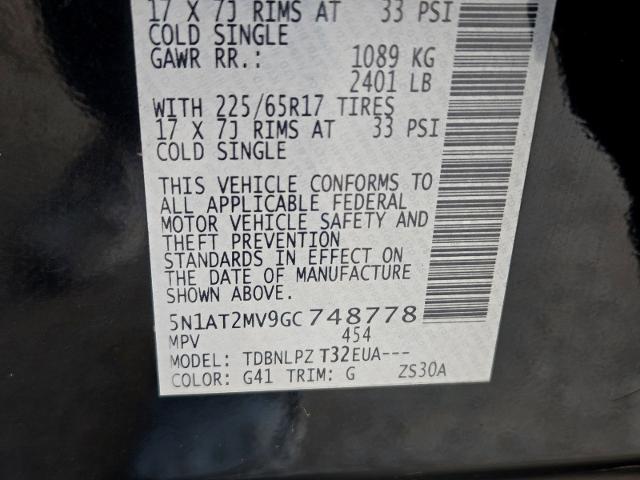 17 X 7J RIMS AT 33 PSI
COLD SINGLE
GAWR RR.: 1089 KG
2401 LB
WITH 225/65R17 TIRES
17 X 7J RIMS AT 33 PSI
COLD SINGLE
THIS VEHICLE CONFORMS TO
ALL APPLICABLE FEDERAL
MOTOR VEHICLE SAFETY AND
THEFT PREVENTION
STANDARDS IN EFFECT ON
THE DATE OF MANUFACTURE
SHOWN ABOVE.
5N1AT2MV9GC748778
MPV 454
MODEL: TDBNLPZ T32EUA---
COLOR: G41 TRIM: G ZS30A